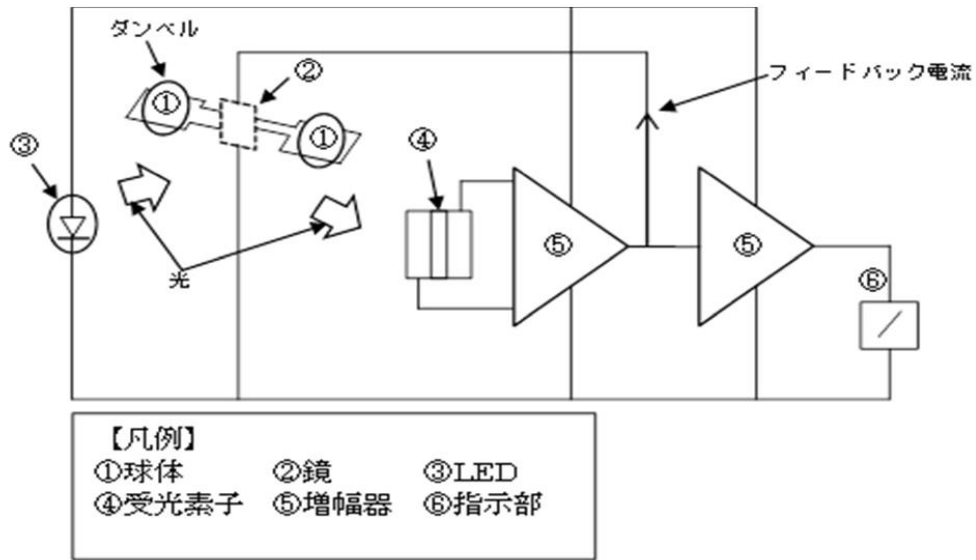 ダンベル
②
フィードバック電流
①
①
③
④
光
⑤
⑤
⑥
【凡例】
①球体 ②鏡 ③LED
④受光素子 ⑤増幅器 ⑥指示部